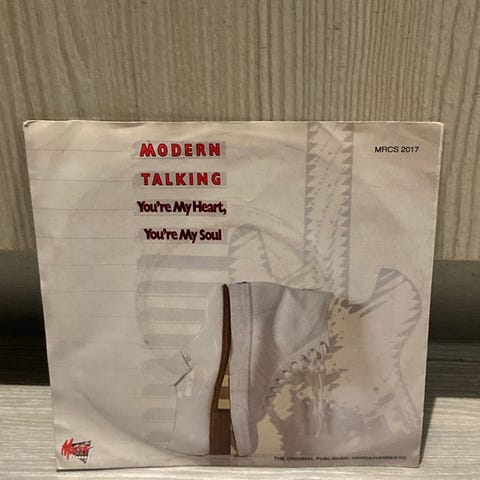 MODERN
TALKING
You're My Heart,
You're My Soul
MRCS 2017
THE ORIGINAL PUBLISHER: